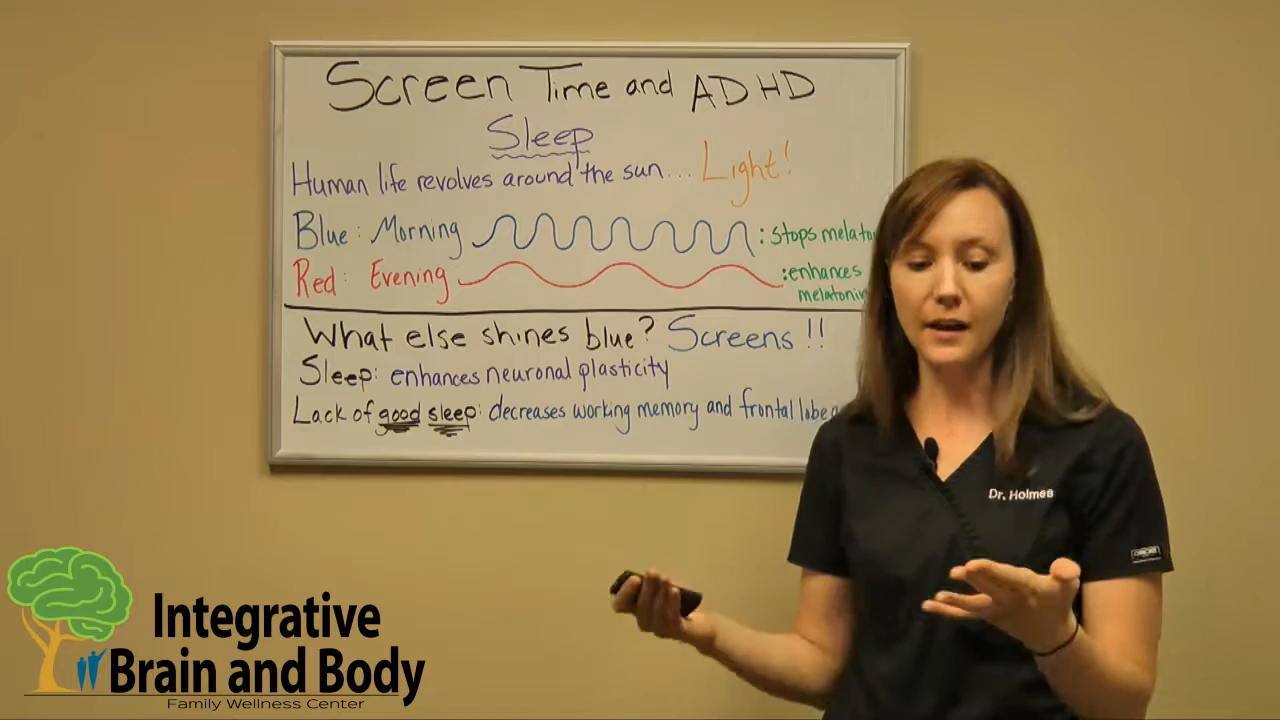 Screen Time and ADHD
Sleep
Human life revolves around the sun... Light!
Blue: Morning : stops melato
Red: Evening :enhances
melatonin
What else shines blue? Screens!!
Sleep: enhances neuronal plasticity
Lack of good sleep: decreases working memory and frontal lobe
Dr. Holmes
Integrative
Brain and Body
Family Wellness Center